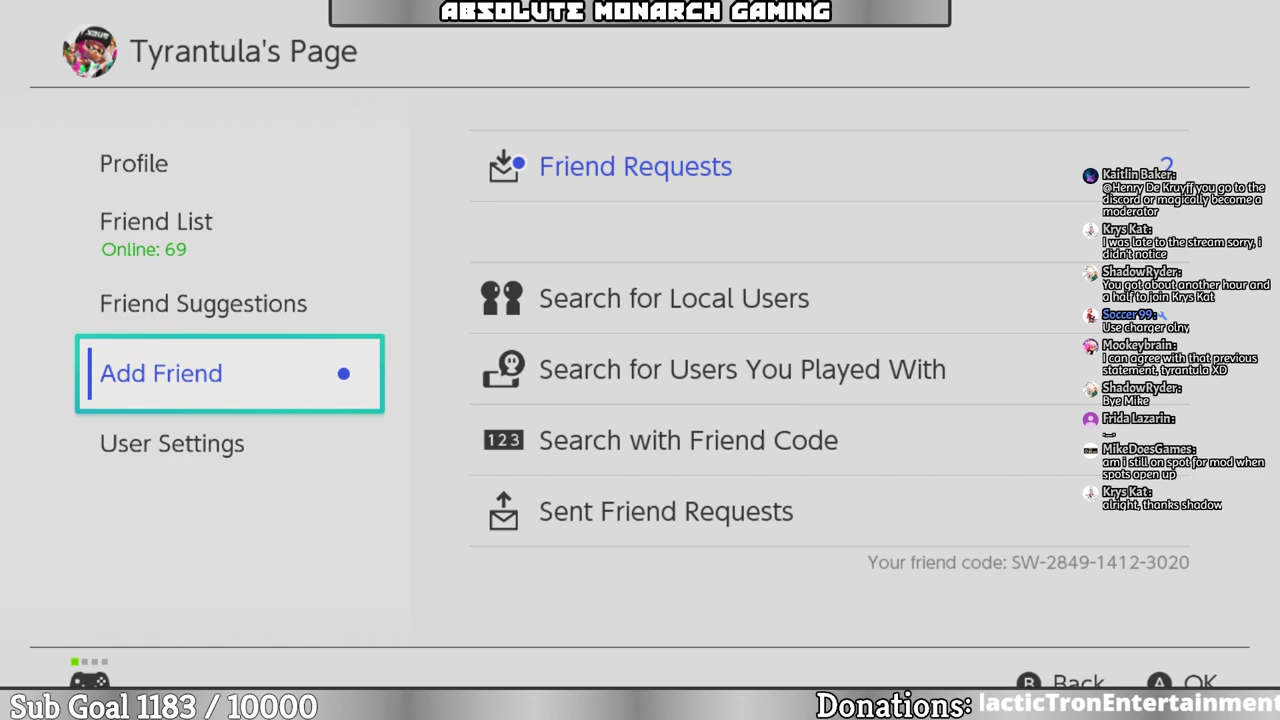 ABSOLUTE MONARCH GAMING
Tyrantula's Page
Profile
Friend List
Online: 69
Friend Suggestions
Add Friend
User Settings
Friend Requests
2
Search for Local Users
Search for Users You Played With
123
Search with Friend Code
Sent Friend Requests
Your friend code: SW-2849-1412-3020
Kaitlin Baker:
@Henry De Kruyff you go to the
discord or magically become a
moderator
Krys Kat:
I was late to the stream sorry, i
didn't notice
ShadowRyder:
You got about another hour and
a half to join Krys Kat
Soccer 99:
Use charger olny
Mookeybrain:
I can agree with that previous
statement, tyrantula XD
ShadowRyder:
Bye Mike
Frida Lazarin:
MikeDoesGames:
am i still on spot for mod when
spots open up
Krys Kat:
alright, thanks shadow
B Back
A OK
Sub Goal 1183 / 10000
Donations: lacticTronEntertainment